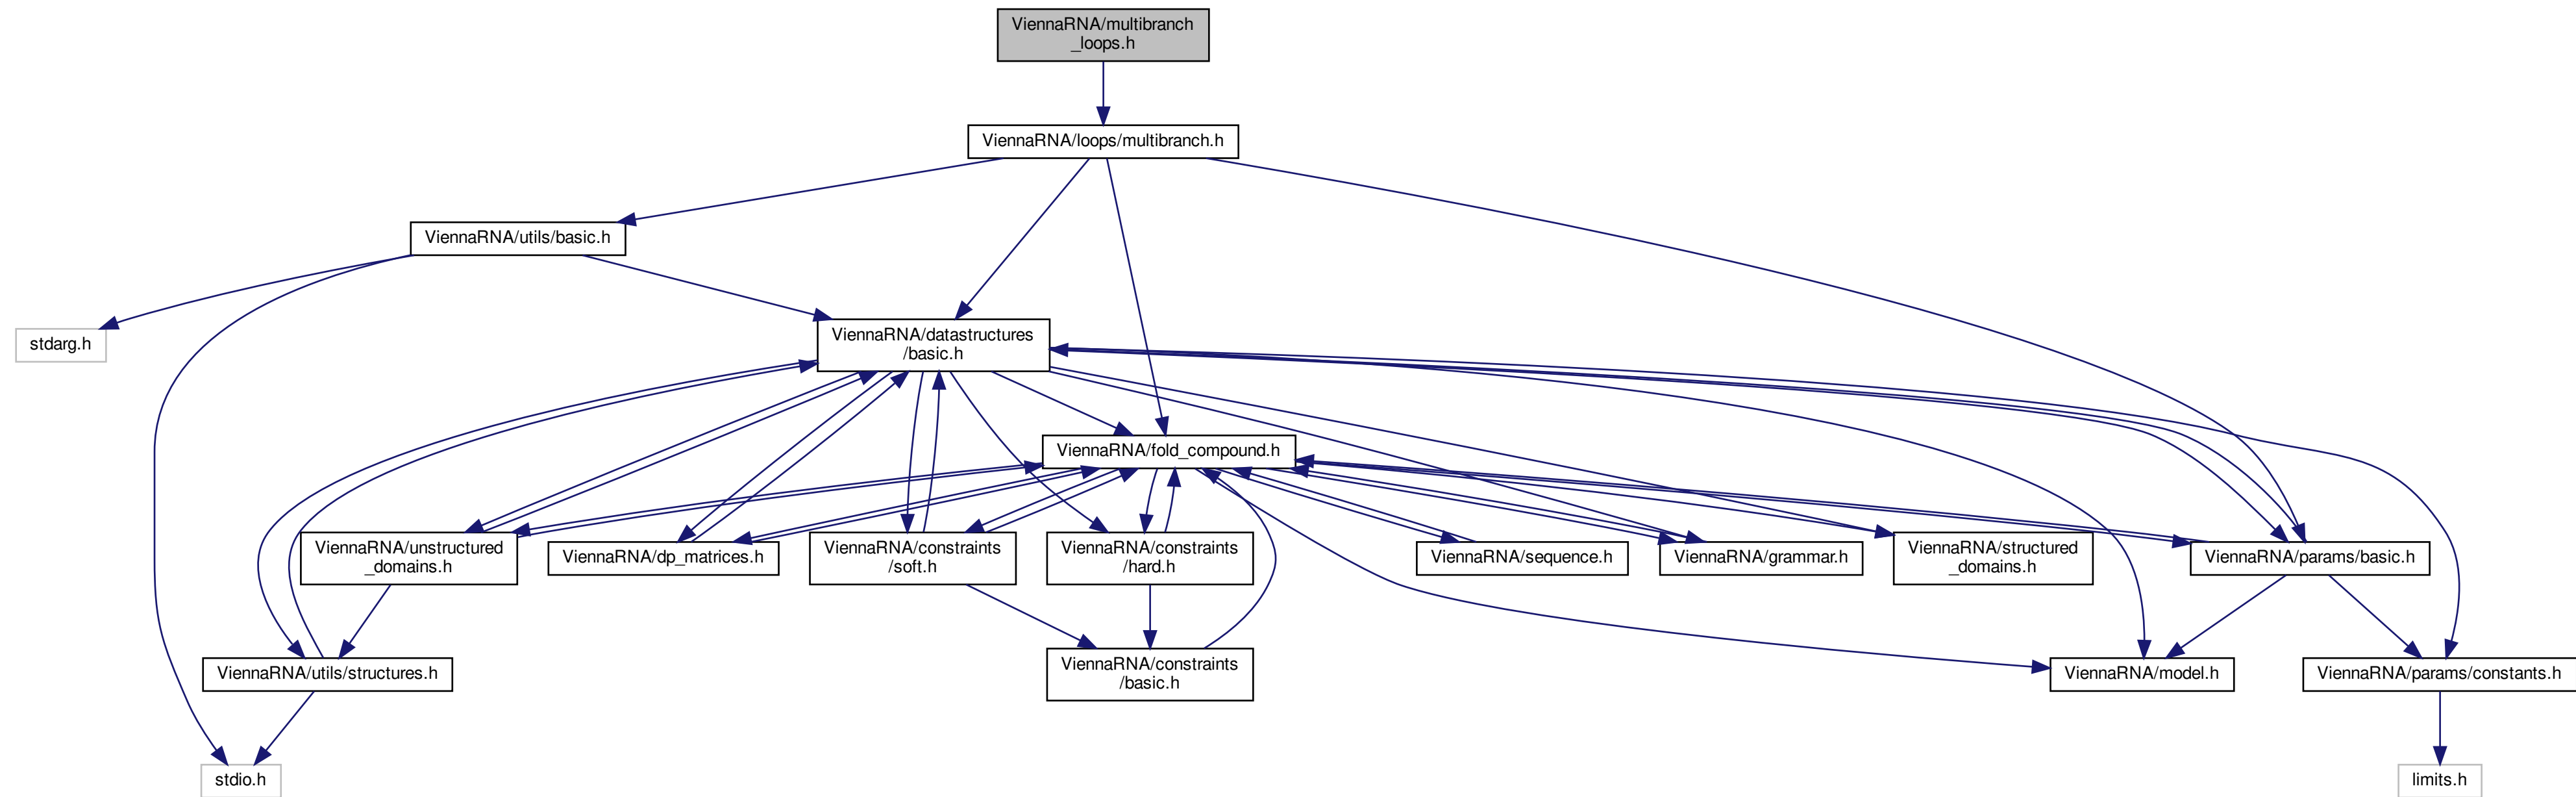 ViennaRNA/multibranch
_loops.h
ViennaRNA/loops/multibranch.h
ViennaRNA/utils/basic.h
stdarg.h
ViennaRNA/datastructures
/basic.h
ViennaRNA/fold_compound.h
ViennaRNA/unstructured
_domains.h
ViennaRNA/dp_matrices.h
ViennaRNA/constraints
/soft.h
ViennaRNA/constraints
/hard.h
ViennaRNA/sequence.h
ViennaRNA/grammar.h
ViennaRNA/structured
_domains.h
ViennaRNA/params/basic.h
ViennaRNA/utils/structures.h
ViennaRNA/constraints
/basic.h
ViennaRNA/model.h
ViennaRNA/params/constants.h
stdio.h
limits.h